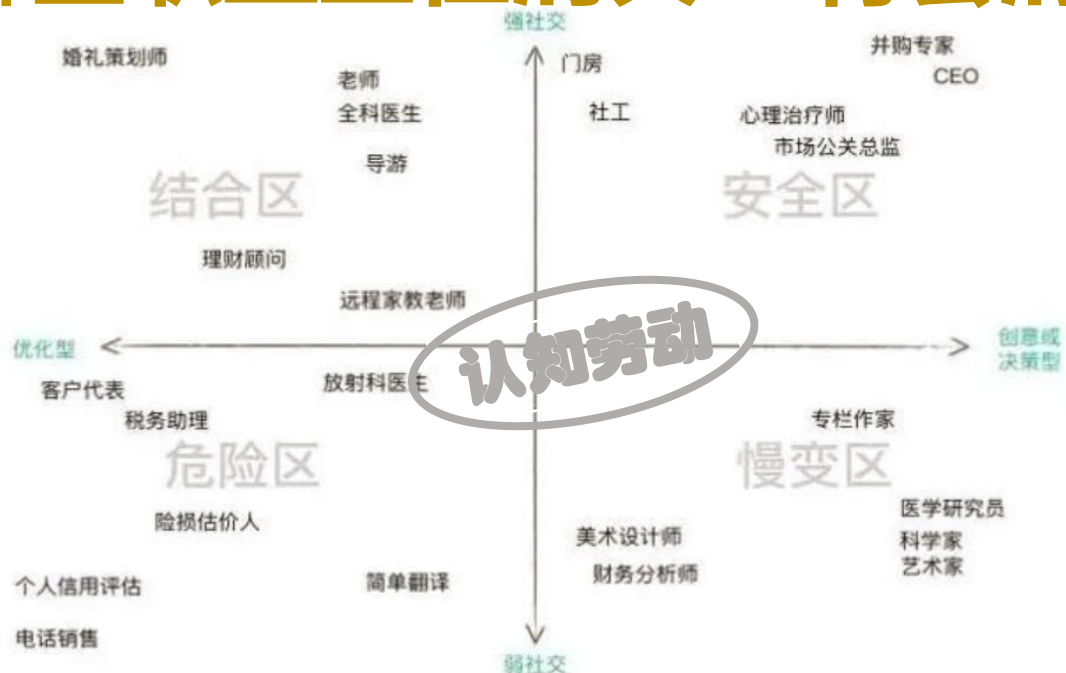 强社交
婚礼策划师
老师
全科医生
导游
结合区
理财顾问
远程家教老师
门房
社工
并购专家
CEO
心理治疗师
市场公关总监
安全区
优化型
认知劳动
创意或
决策型
客户代表
税务助理
放射科医生
危险区
险损估价人
个人信用评估
简单翻译
电话销售
专栏作家
慢变区
美术设计师
财务分析师
医学研究员
科学家
艺术家
弱社交